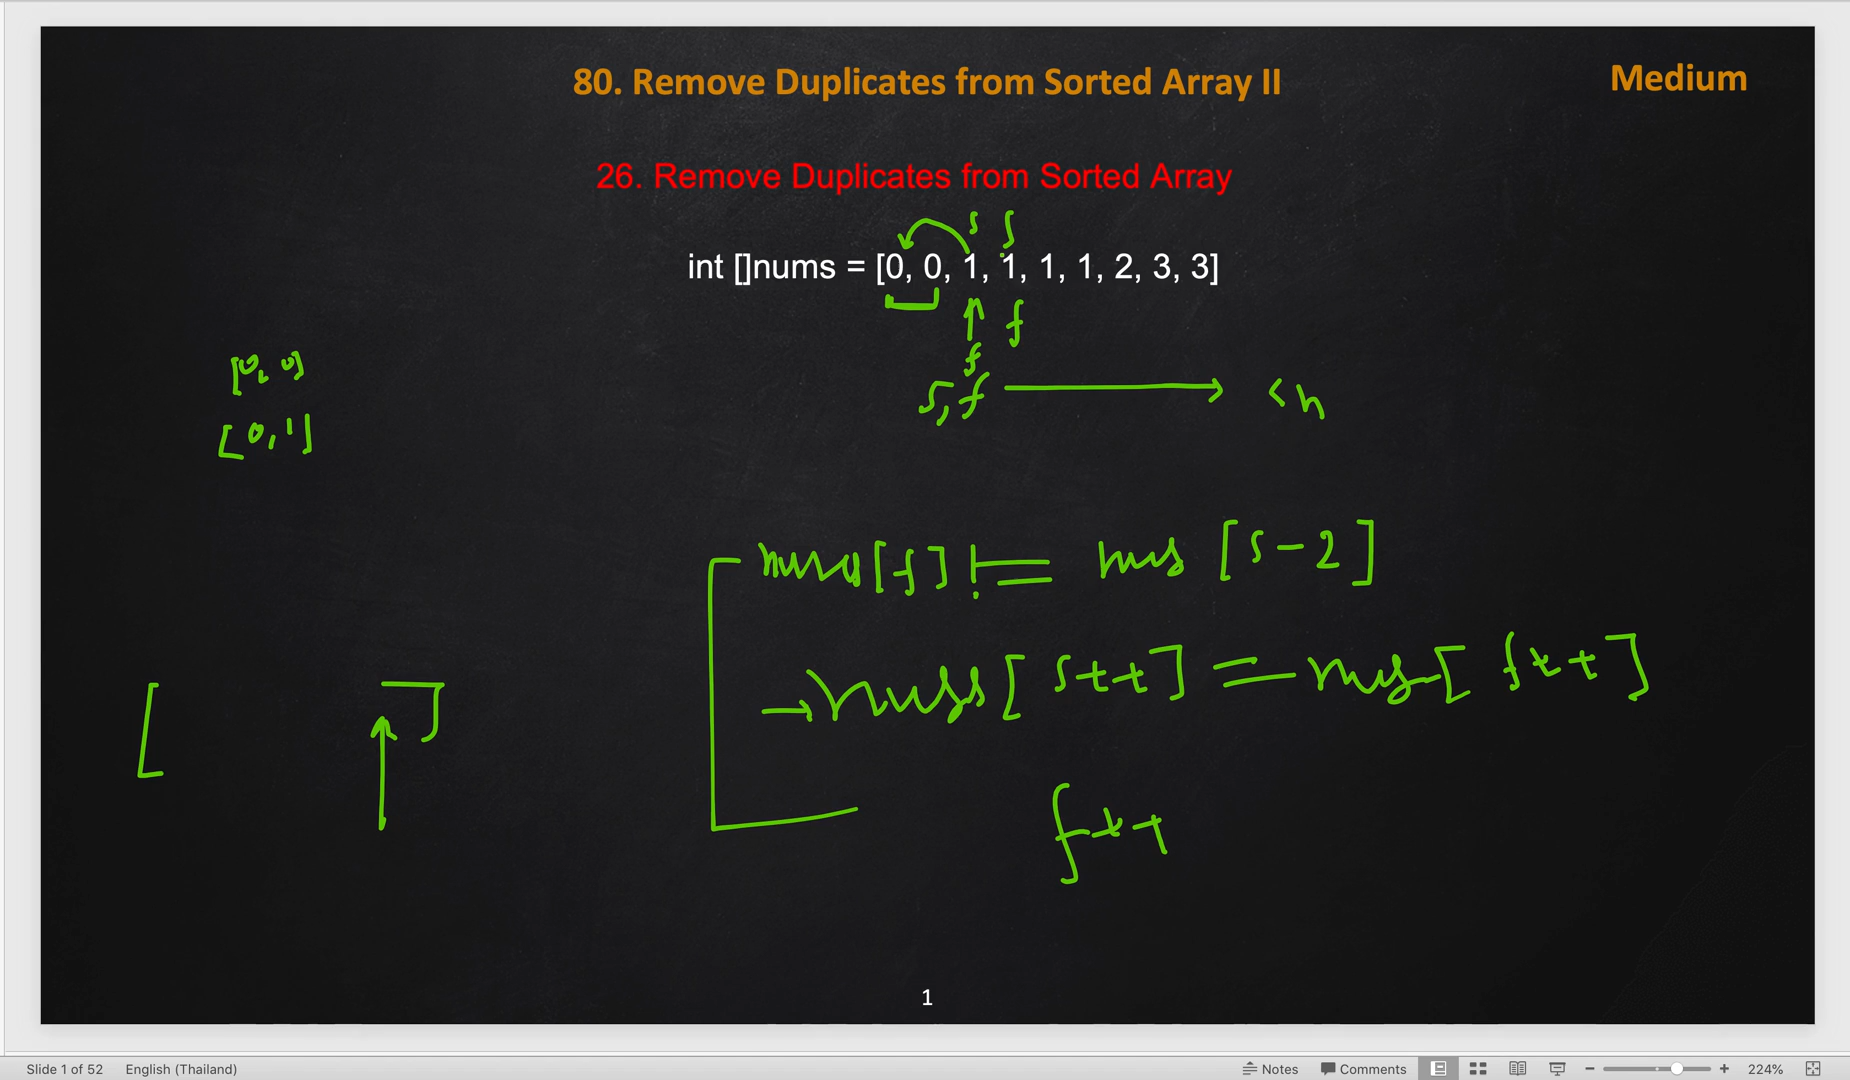 80. Remove Duplicates from Sorted Array II
Medium
26. Remove Duplicates from Sorted Array
s s
int []nums = [0, 0, 1, 1, 1, 1, 2, 3, 3]
f
f
s, f
< n
[0, 0]
[0, 1]
nums[f] != nums[s-2]
nums[s++] = nums[f++]
f++
1
Slide 1 of 52
English (Thailand)
Notes
Comments
224%